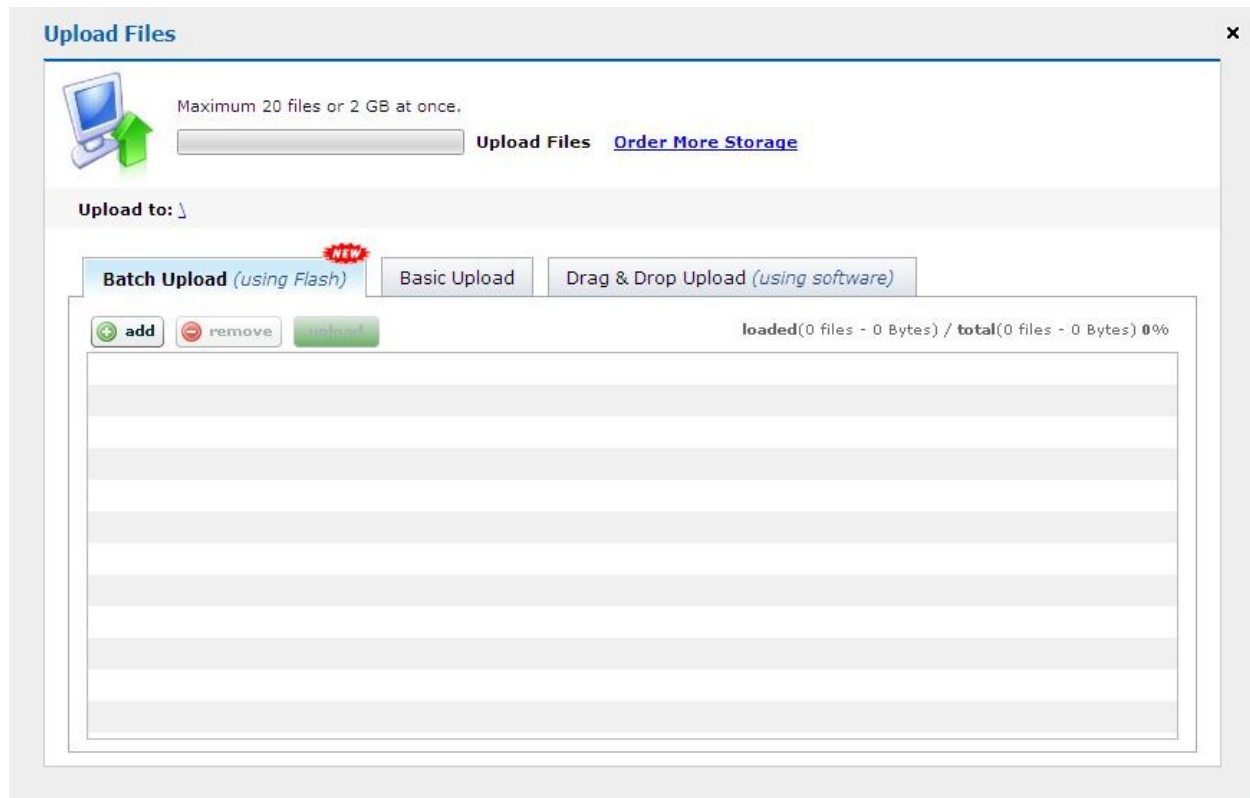 Upload Files
Maximum 20 files or 2 GB at once.
Upload Files Order More Storage
Upload to: \
NEW
Batch Upload (using Flash) Basic Upload Drag & Drop Upload (using software)
add remove upload loaded(0 files - 0 Bytes) / total(0 files - 0 Bytes) 0%